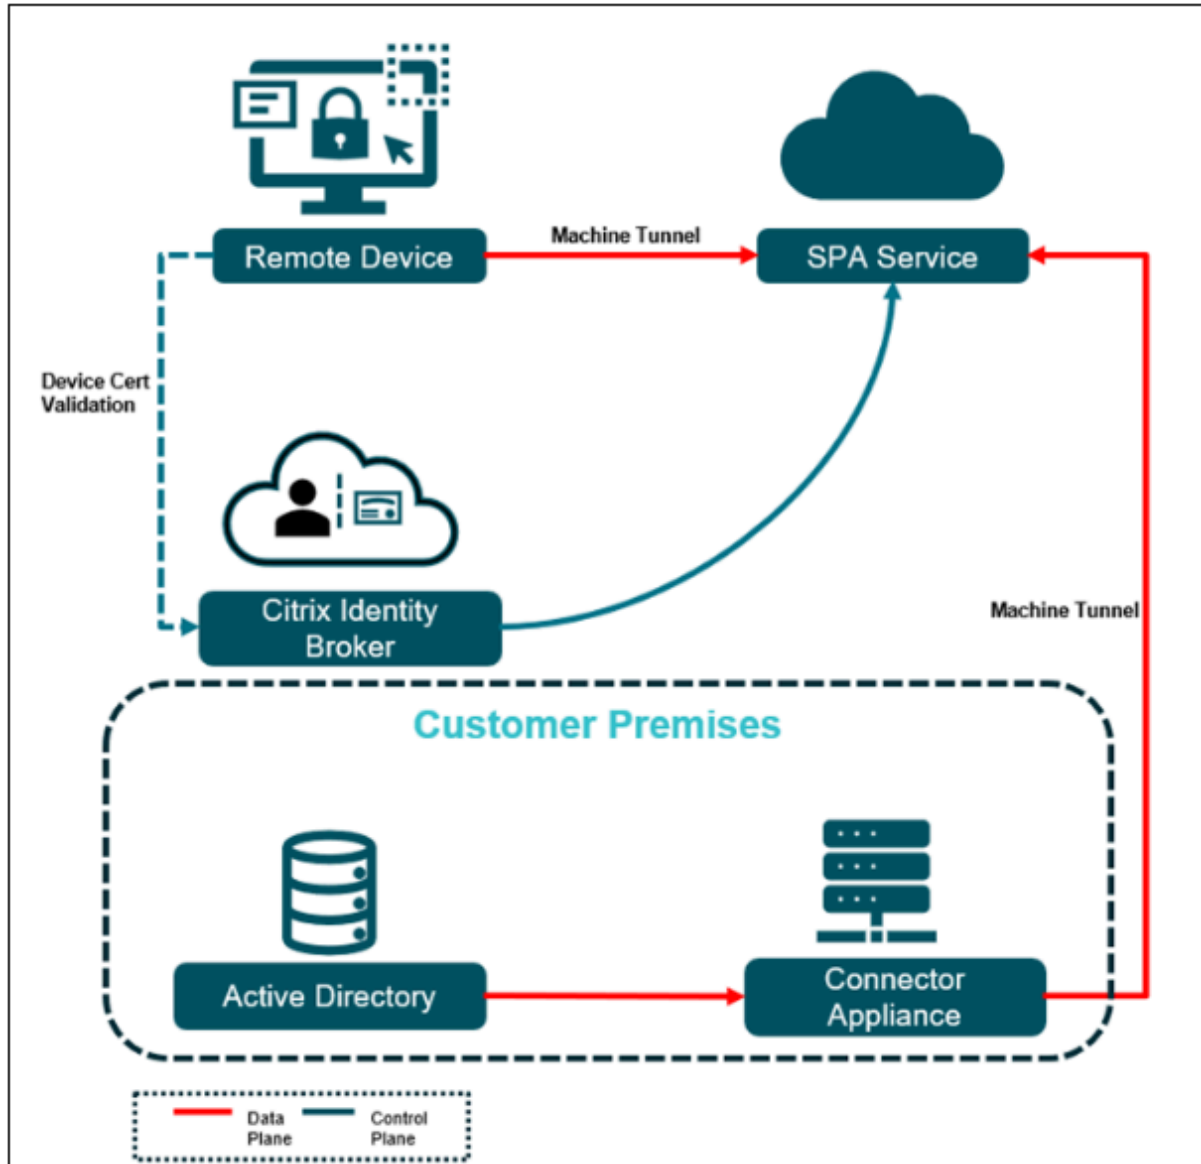 Machine Tunnel
Remote Device
SPA Service
Device Cert
Validation
Citrix Identity
Broker
Machine Tunnel
Customer Premises
Active Directory
Connector
Appliance
Data
Plane
Control
Plane